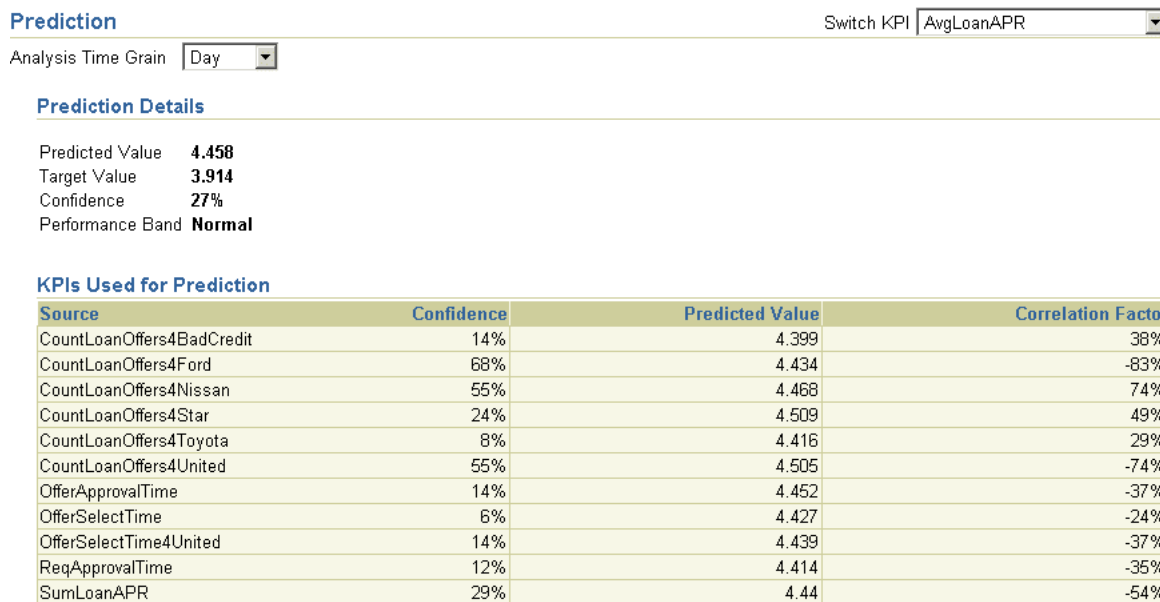 Prediction Switch KPI AvgLoanAPR
Analysis Time Grain Day
Prediction Details
Predicted Value 4.458
Target Value 3.914
Confidence 27%
Performance Band Normal
KPIs Used for Prediction
Source Confidence Predicted Value Correlation Facto
CountLoanOffers4BadCredit 14% 4.399 38%
CountLoanOffers4Ford 68% 4.434 -83%
CountLoanOffers4Nissan 55% 4.468 74%
CountLoanOffers4Star 24% 4.509 49%
CountLoanOffers4Toyota 8% 4.416 29%
CountLoanOffers4United 55% 4.505 -74%
OfferApprovalTime 14% 4.452 -37%
OfferSelectTime 6% 4.427 -24%
OfferSelectTime4United 14% 4.439 -37%
ReqApprovalTime 12% 4.414 -35%
SumLoanAPR 29% 4.44 -54%